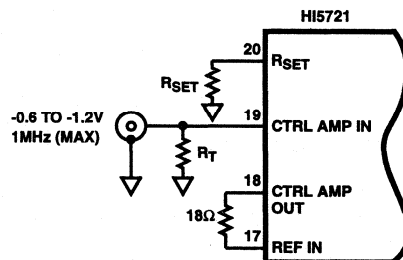 HI5721
20
RSET
RSET
-0.6 TO -1.2V
1MHz (MAX)
19
CTRL AMP IN
RT
18
CTRL AMP
OUT
18Ω
17
REF IN